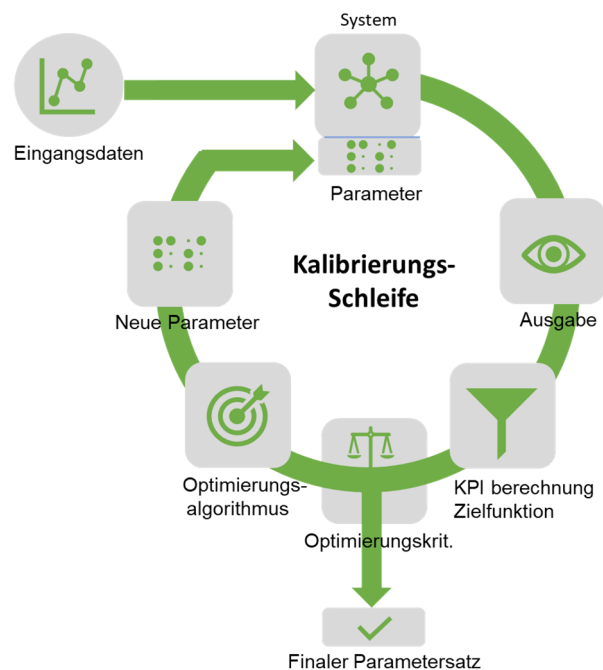 System
Eingangsdaten
Parameter
Kalibrierungs-
Schleife
Neue Parameter
Ausgabe
Optimierungs-
algorithmus
KPI berechnung
Zielfunktion
Optimierungskrit.
Finaler Parametersatz